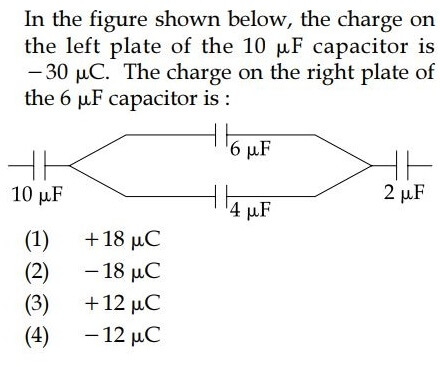 In the figure shown below, the charge on
the left plate of the 10 μF capacitor is
−30 μC. The charge on the right plate of
the 6 μF capacitor is :
6 μF
10 μF
2 μF
4 μF
(1) +18 μC
(2) −18 μC
(3) +12 μC
(4) −12 μC